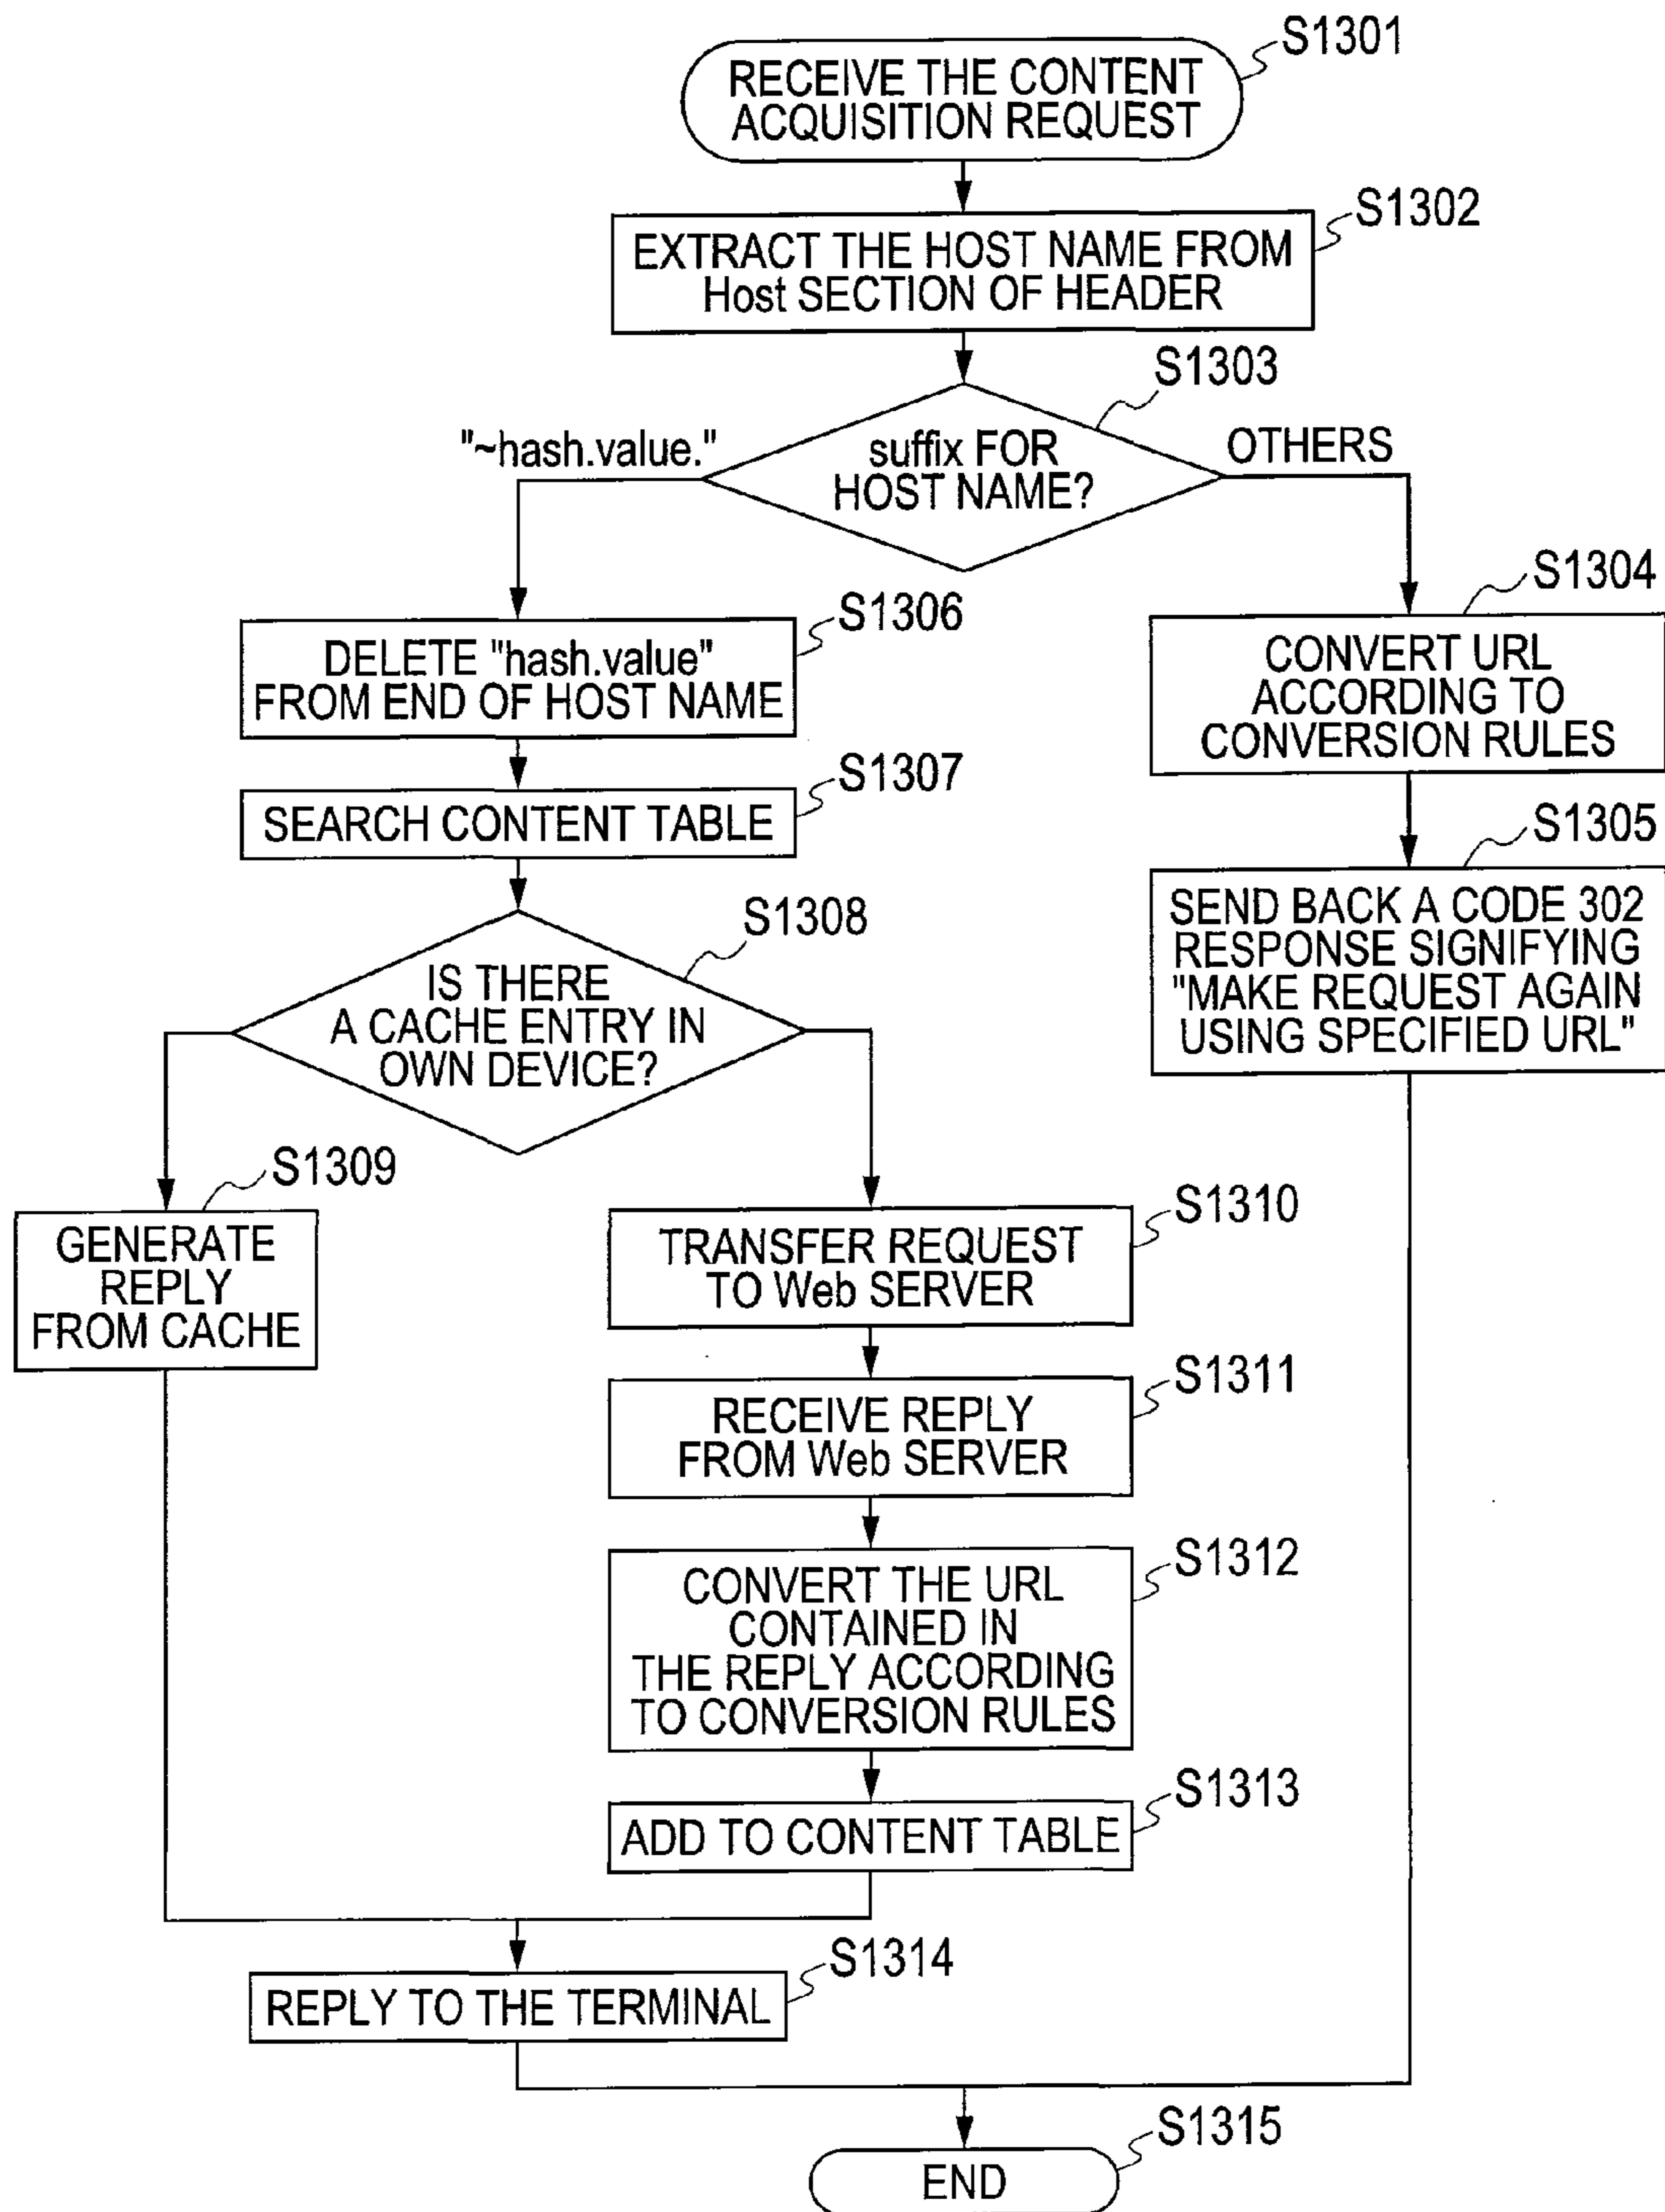 S1301
RECEIVE THE CONTENT
ACQUISITION REQUEST
S1302
EXTRACT THE HOST NAME FROM
Host SECTION OF HEADER
S1303
"~hash.value."
suffix FOR
HOST NAME?
OTHERS
S1304
CONVERT URL
ACCORDING TO
CONVERSION RULES
S1305
SEND BACK A CODE 302
RESPONSE SIGNIFYING
"MAKE REQUEST AGAIN
USING SPECIFIED URL"
S1306
DELETE "hash.value"
FROM END OF HOST NAME
S1307
SEARCH CONTENT TABLE
S1308
IS THERE
A CACHE ENTRY IN
OWN DEVICE?
S1309
GENERATE
REPLY
FROM CACHE
S1310
TRANSFER REQUEST
TO Web SERVER
S1311
RECEIVE REPLY
FROM Web SERVER
S1312
CONVERT THE URL
CONTAINED IN
THE REPLY ACCORDING
TO CONVERSION RULES
S1313
ADD TO CONTENT TABLE
S1314
REPLY TO THE TERMINAL
S1315
END